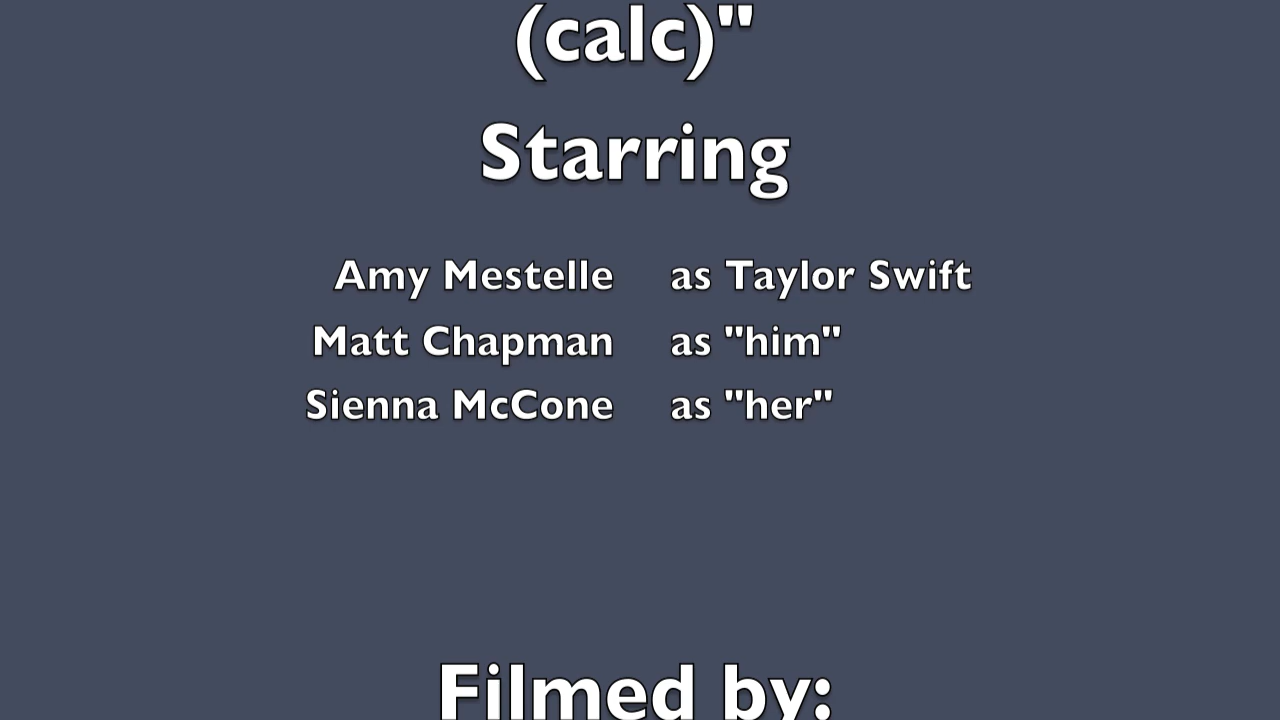 (calc)"
Starring
Amy Mestelle as Taylor Swift
Matt Chapman as "him"
Sienna McCone as "her"
Filmed by: